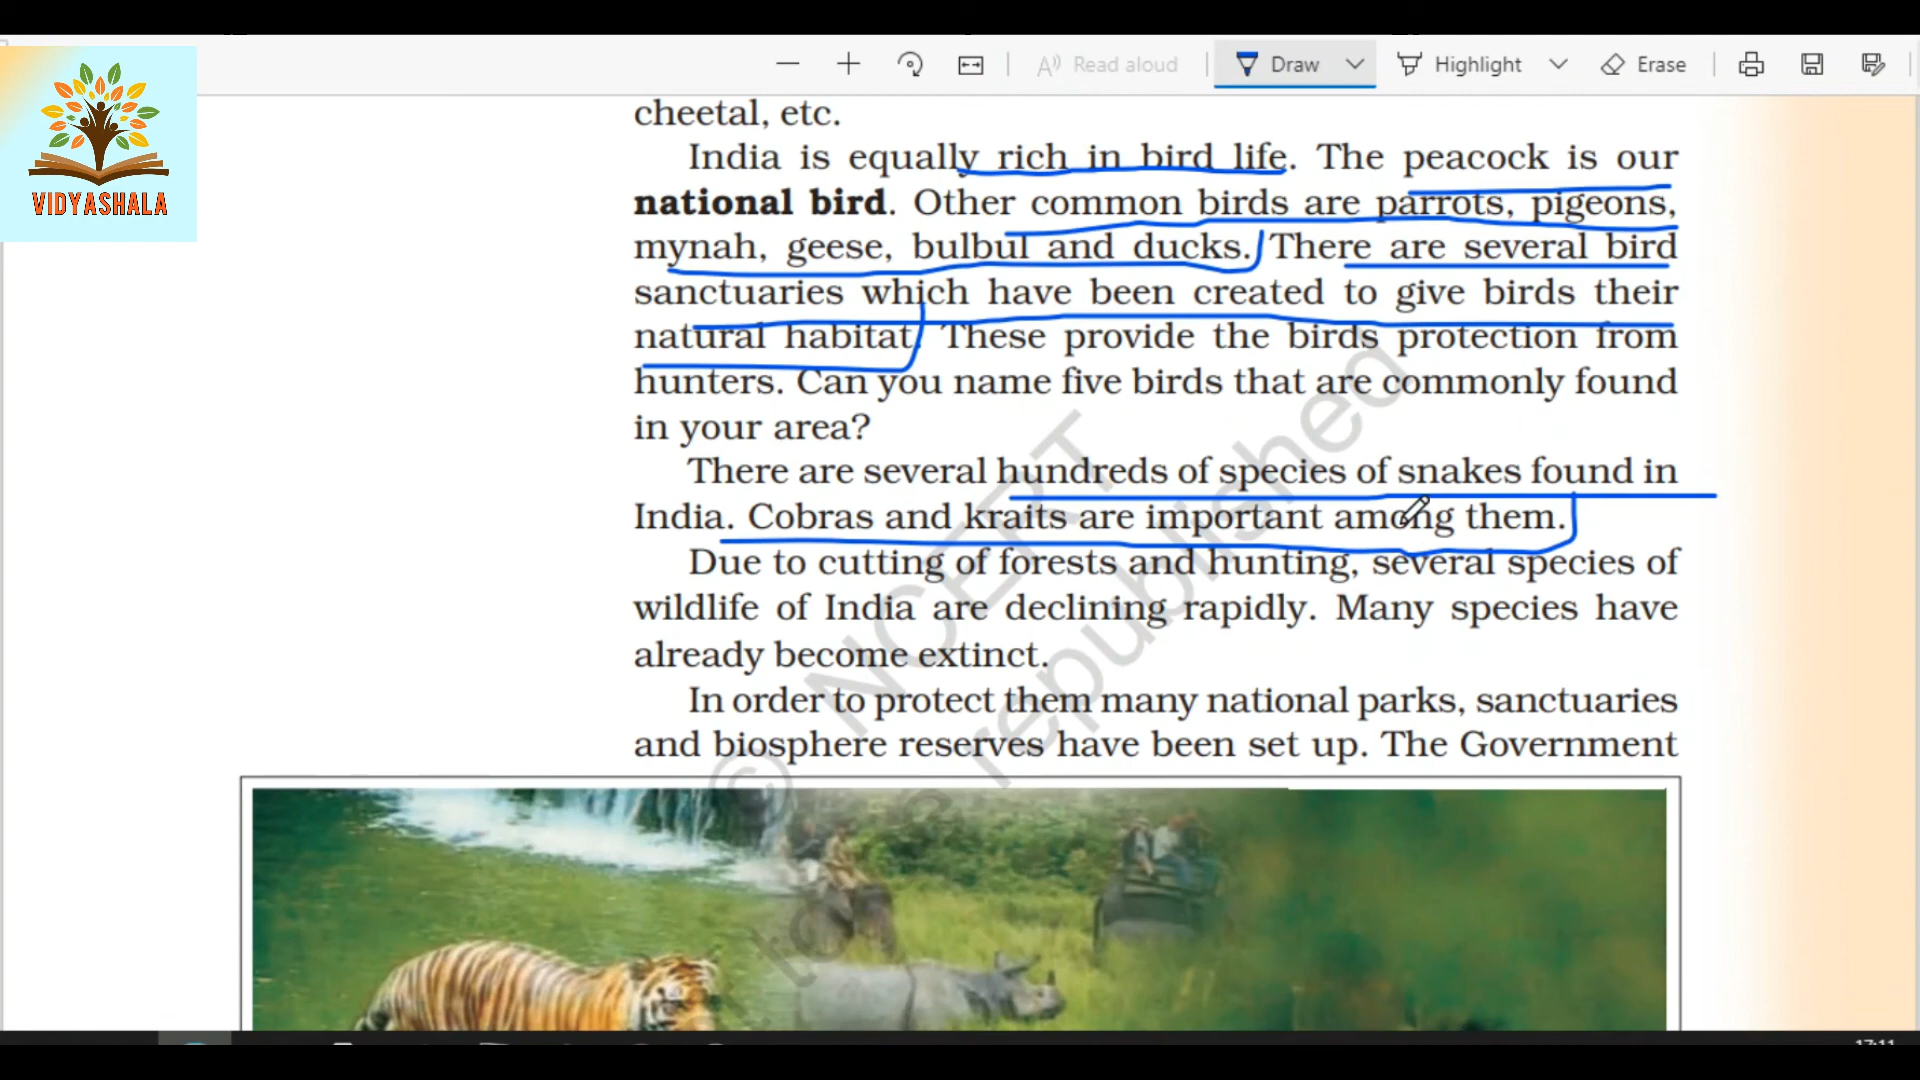 VIDYASHALA
Read aloud
Draw
Highlight
Erase
cheetal, etc.
India is equally rich in bird life. The peacock is our
national bird. Other common birds are parrots, pigeons,
mynah, geese, bulbul and ducks. There are several bird
sanctuaries which have been created to give birds their
natural habitat. These provide the birds protection from
hunters. Can you name five birds that are commonly found
in your area?
There are several hundreds of species of snakes found in
India. Cobras and kraits are important among them.
Due to cutting of forests and hunting, several species of
wildlife of India are declining rapidly. Many species have
already become extinct.
In order to protect them many national parks, sanctuaries
and biosphere reserves have been set up. The Government
© NCERT
republished